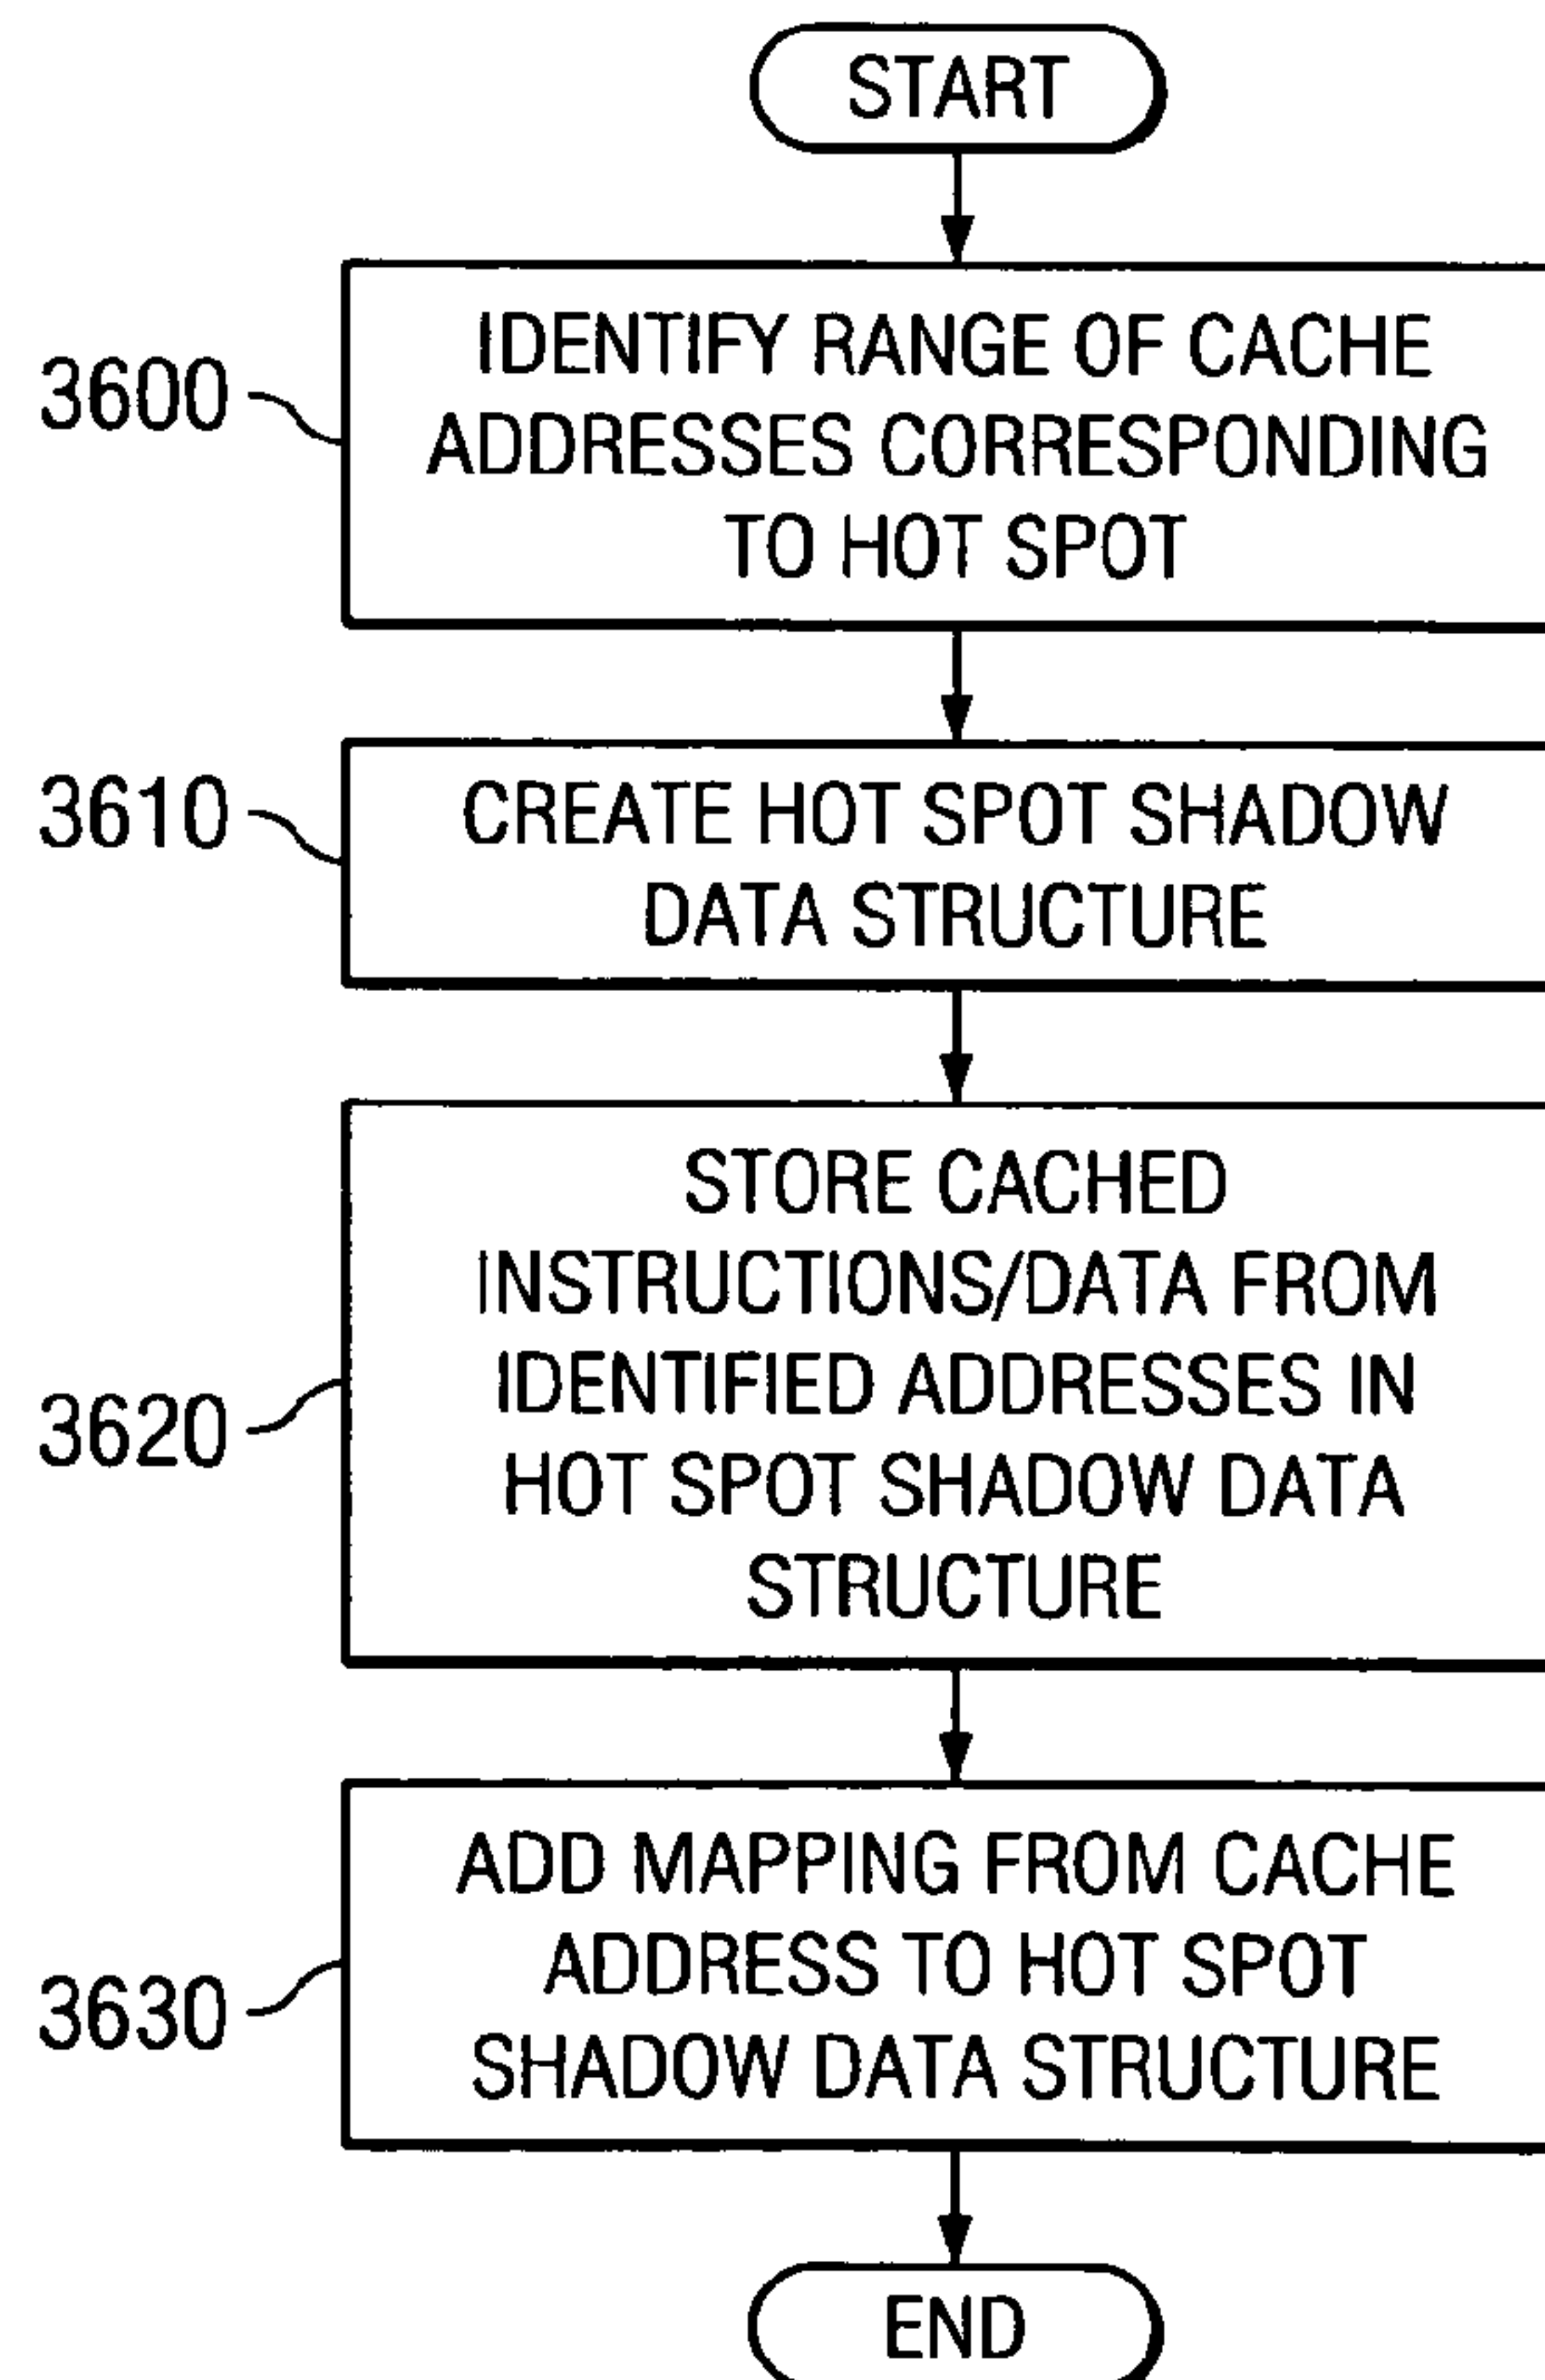 START
3600
IDENTIFY RANGE OF CACHE
ADDRESSES CORRESPONDING
TO HOT SPOT
3610
CREATE HOT SPOT SHADOW
DATA STRUCTURE
3620
STORE CACHED
INSTRUCTIONS/DATA FROM
IDENTIFIED ADDRESSES IN
HOT SPOT SHADOW DATA
STRUCTURE
3630
ADD MAPPING FROM CACHE
ADDRESS TO HOT SPOT
SHADOW DATA STRUCTURE
END